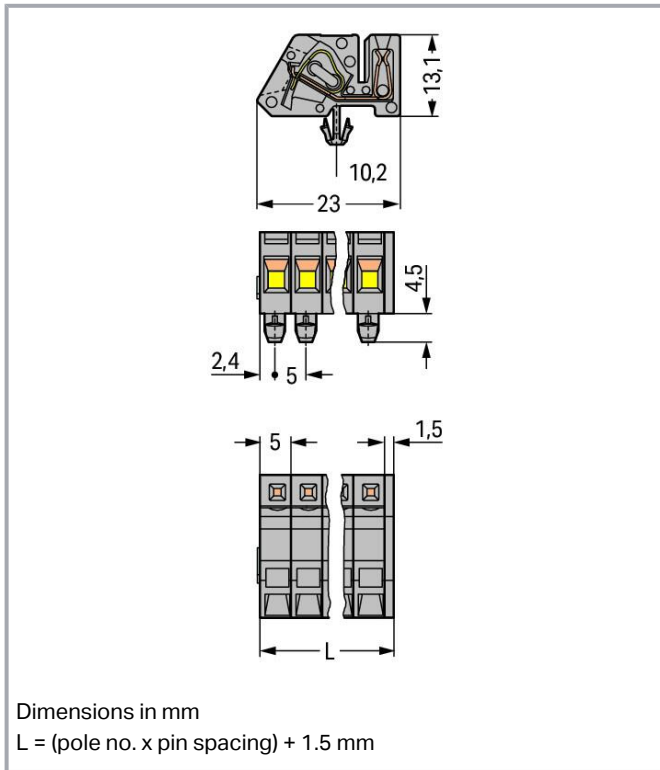 13,1
10,2
23
4,5
2,4
5
1,5
5
L
Dimensions in mm
L = (pole no. x pin spacing) + 1.5 mm